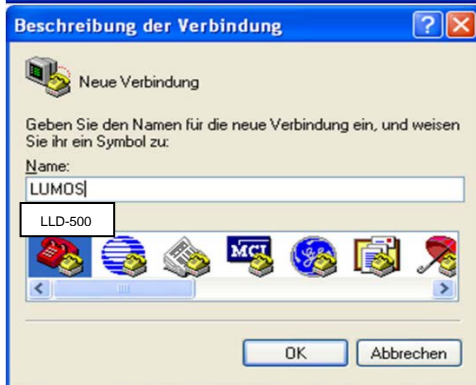 Beschreibung der Verbindung
Neue Verbindung
Geben Sie den Namen für die neue Verbindung ein, und weisen
Sie ihr ein Symbol zu:
Name:
LUMOS
LLD-500
MCI
OK
Abbrechen